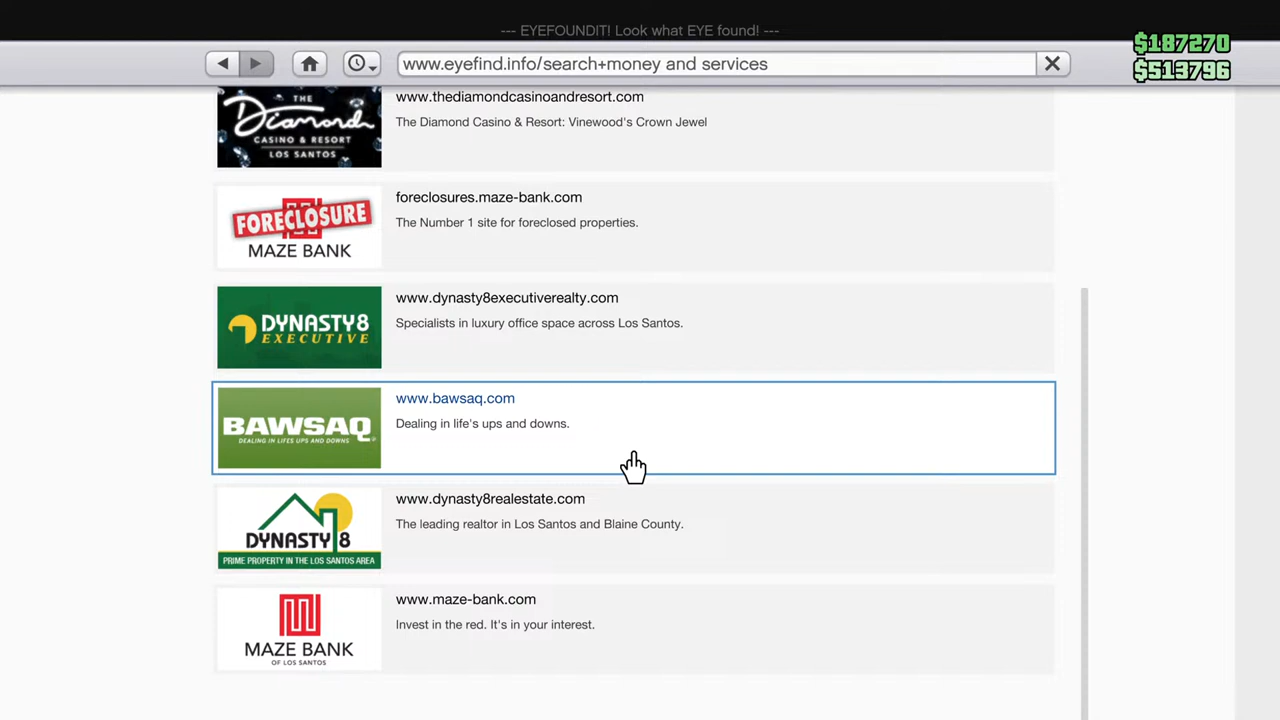 --- EYEFOUNDIT! Look what EYE found! ---
www.eyefind.info/search+money and services
$187270
$513796
THE
Diamond
CASINO & RESORT
LOS SANTOS
www.thediamondcasinoandresort.com
The Diamond Casino & Resort: Vinewood's Crown Jewel
FORECLOSURE
MAZE BANK
foreclosures.maze-bank.com
The Number 1 site for foreclosed properties.
DYNASTY8
EXECUTIVE
www.dynasty8executiverealty.com
Specialists in luxury office space across Los Santos.
BAWSAQ
DEALING IN LIFES UPS AND DOWNS
www.bawsaq.com
Dealing in life's ups and downs.
DYNASTY 8
PRIME PROPERTY IN THE LOS SANTOS AREA
www.dynasty8realestate.com
The leading realtor in Los Santos and Blaine County.
MAZE BANK
OF LOS SANTOS
www.maze-bank.com
Invest in the red. It's in your interest.